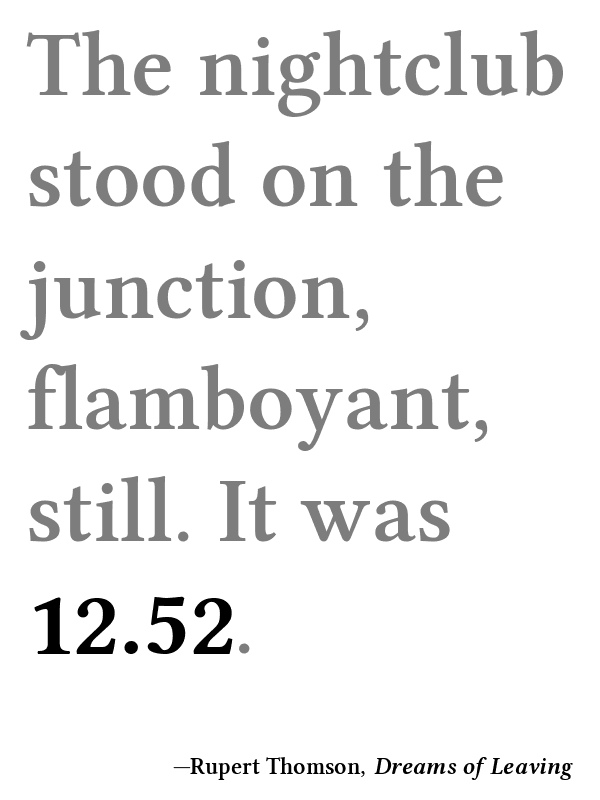 The nightclub
stood on the
junction,
flamboyant,
still. It was
12.52.
—Rupert Thomson, Dreams of Leaving